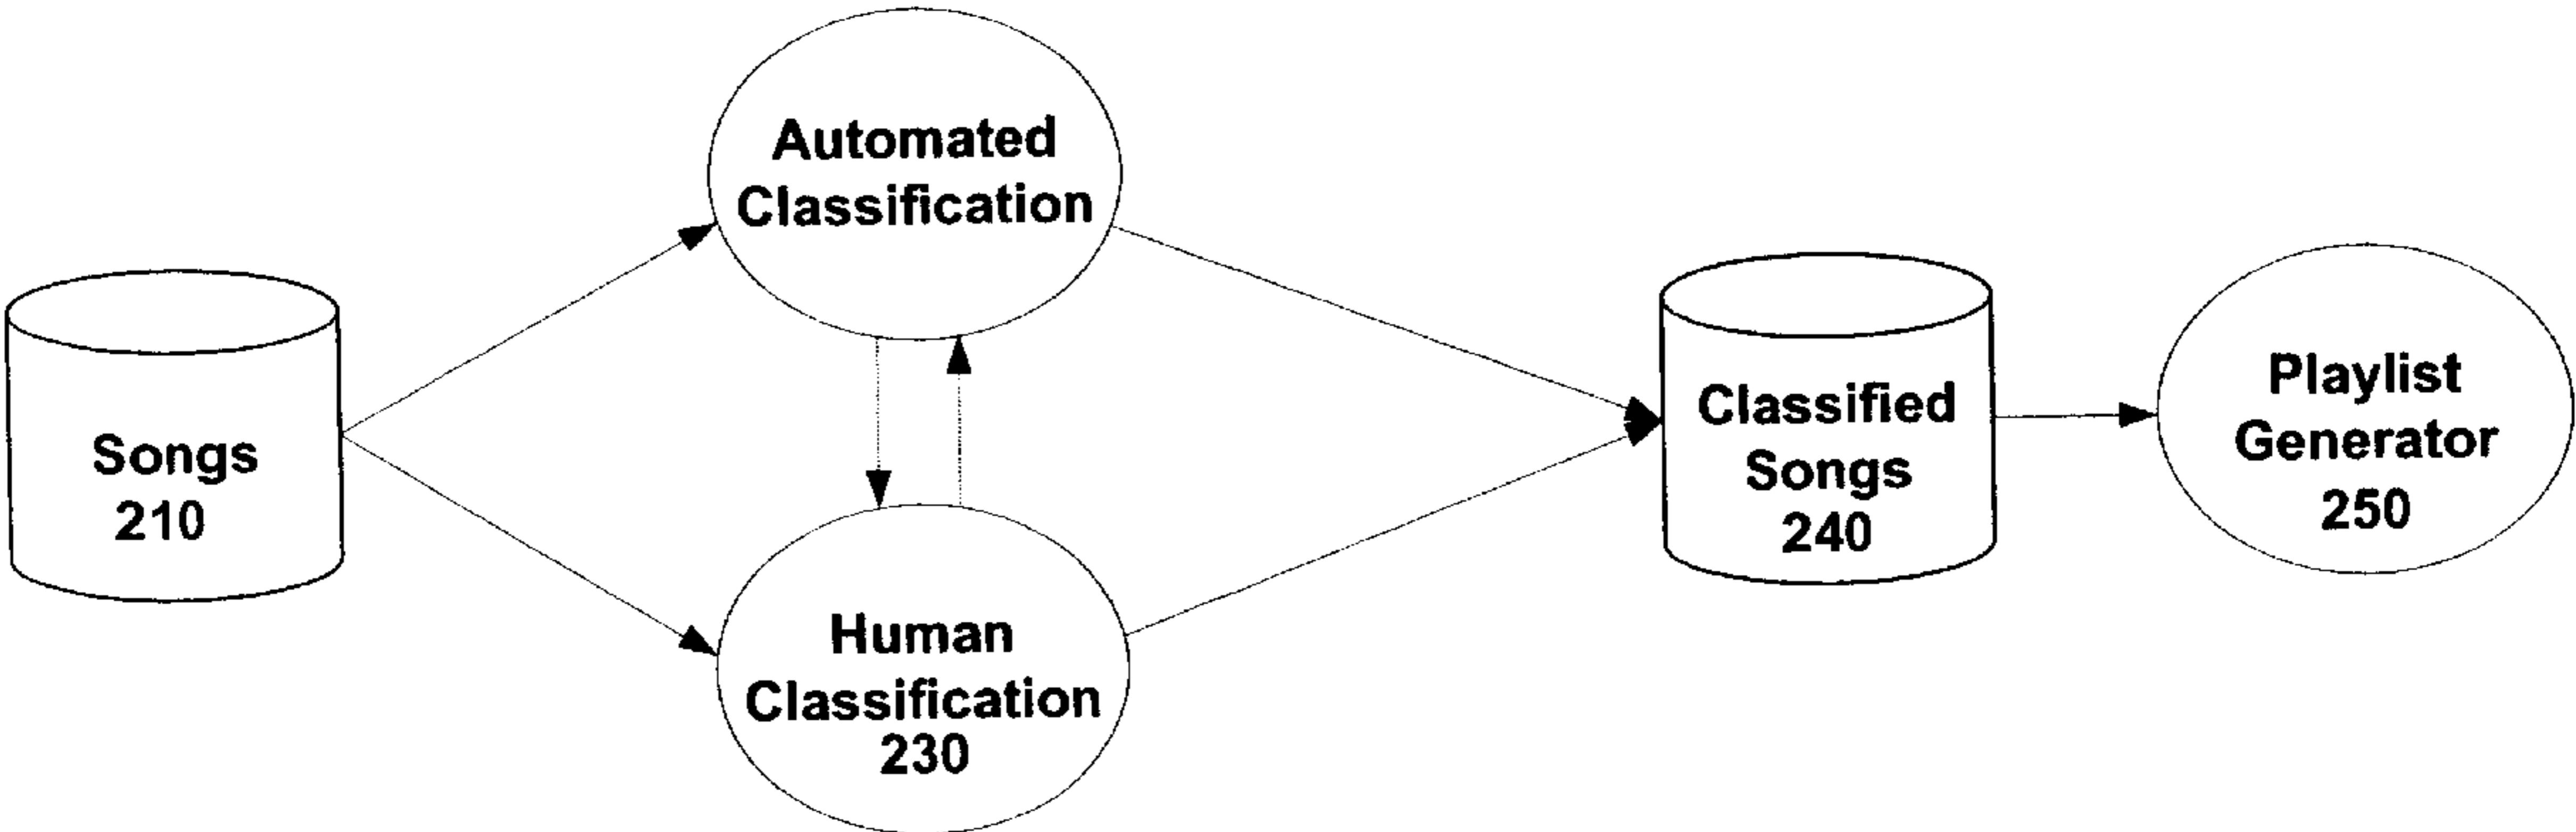 Songs
210
Automated
Classification
Human
Classification
230
Classified
Songs
240
Playlist
Generator
250